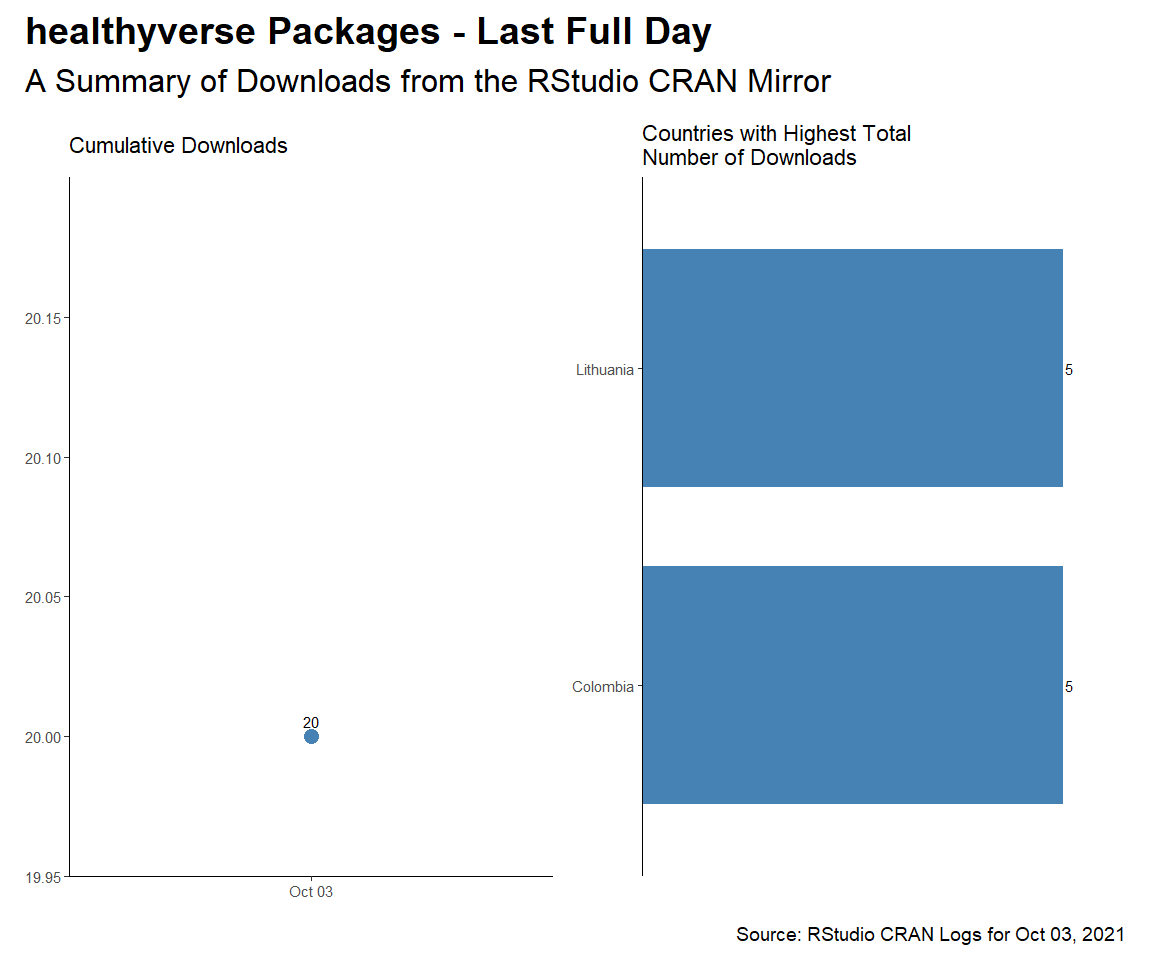 healthyverse Packages - Last Full Day
A Summary of Downloads from the RStudio CRAN Mirror
Cumulative Downloads
20.15
20.10
20.05
20.00
19.95
20
Oct 03
Countries with Highest Total
Number of Downloads
Lithuania
5
Colombia
5
Source: RStudio CRAN Logs for Oct 03, 2021